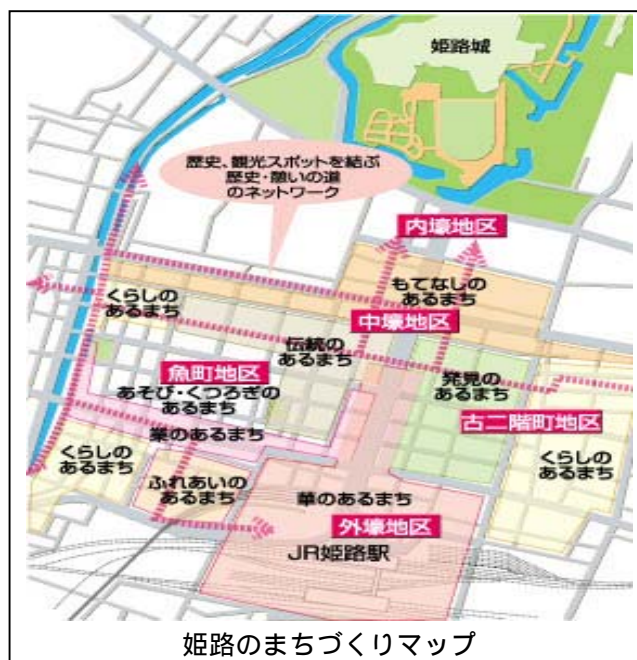 姫路城
歴史、観光スポットを結ぶ
歴史・憩いの道
のネットワーク
内壕地区
もてなしの
あるまち
くらしの
あるまち
中壕地区
伝統の
あるまち
魚町地区
あそび・くつろぎの
あるまち
発見の
あるまち
古二階町地区
業のあるまち
くらしの
あるまち
くらしの
あるまち
ふれあいの
あるまち
華のあるまち
外壕地区
JR姫路駅
姫路のまちづくりマップ